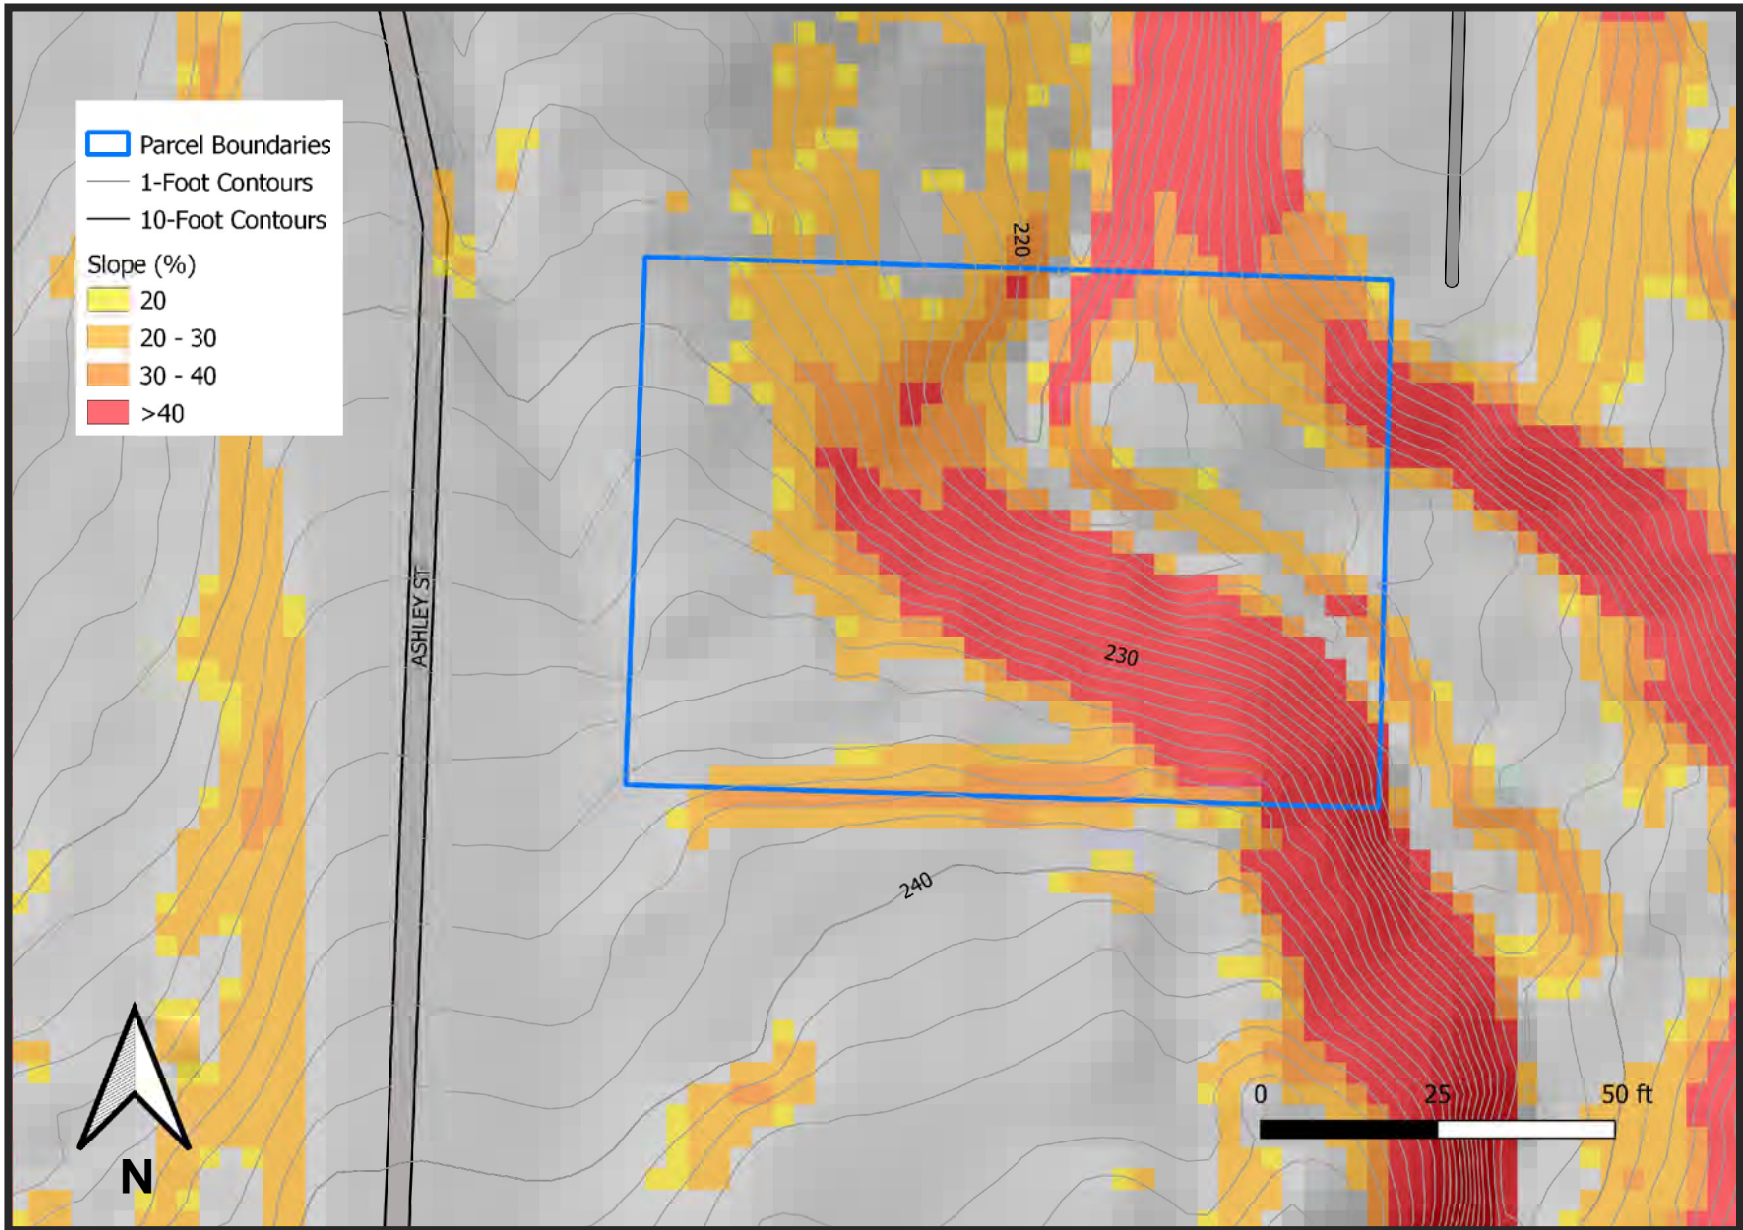 Parcel Boundaries
1-Foot Contours
10-Foot Contours
Slope (%)
20
20 - 30
30 - 40
>40
220
ASHLEY ST
230
240
0 25 50 ft
N